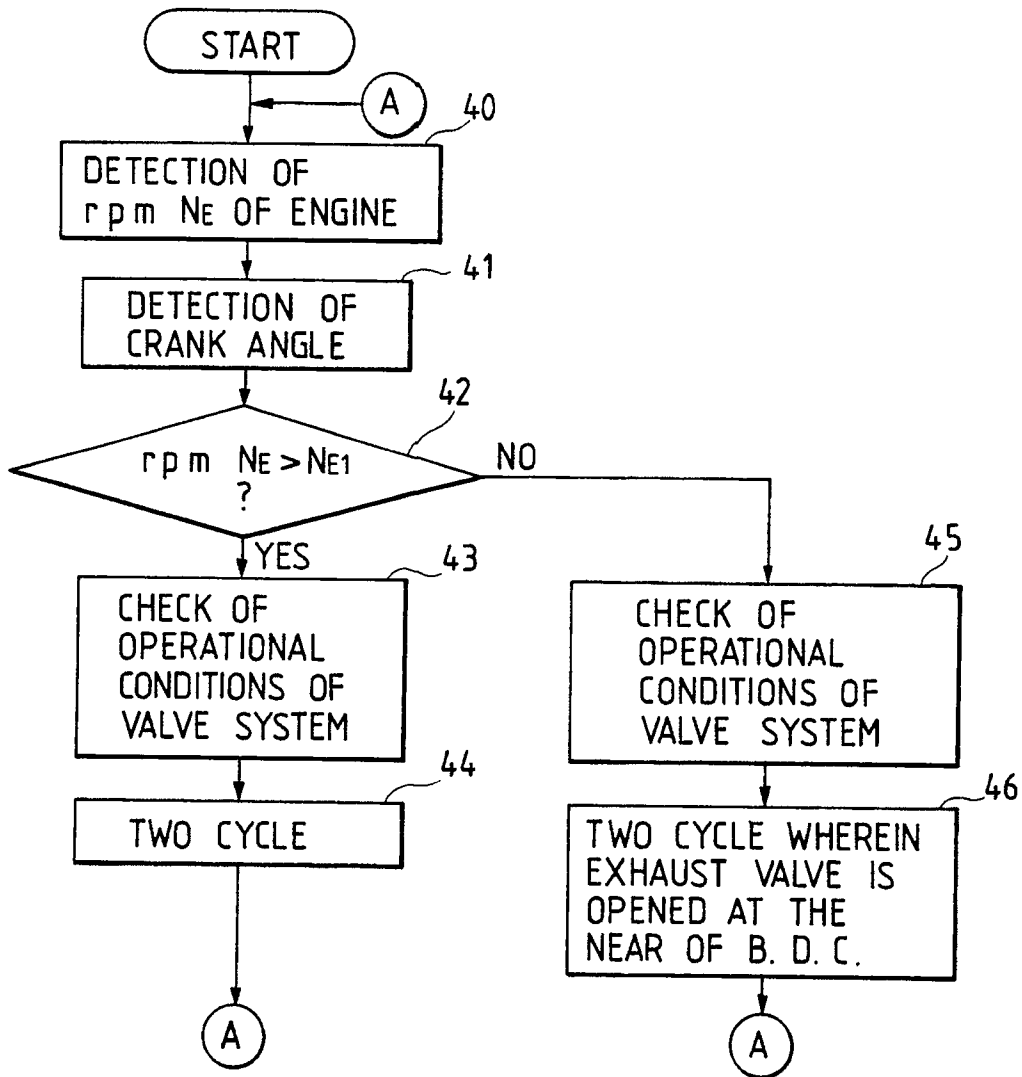 START
A
40
DETECTION OF
rpm NE OF ENGINE
41
DETECTION OF
CRANK ANGLE
42
rpm NE > NE1
?
NO
YES
43
CHECK OF
OPERATIONAL
CONDITIONS OF
VALVE SYSTEM
44
TWO CYCLE
A
45
CHECK OF
OPERATIONAL
CONDITIONS OF
VALVE SYSTEM
46
TWO CYCLE WHEREIN
EXHAUST VALVE IS
OPENED AT THE
NEAR OF B. D. C.
A